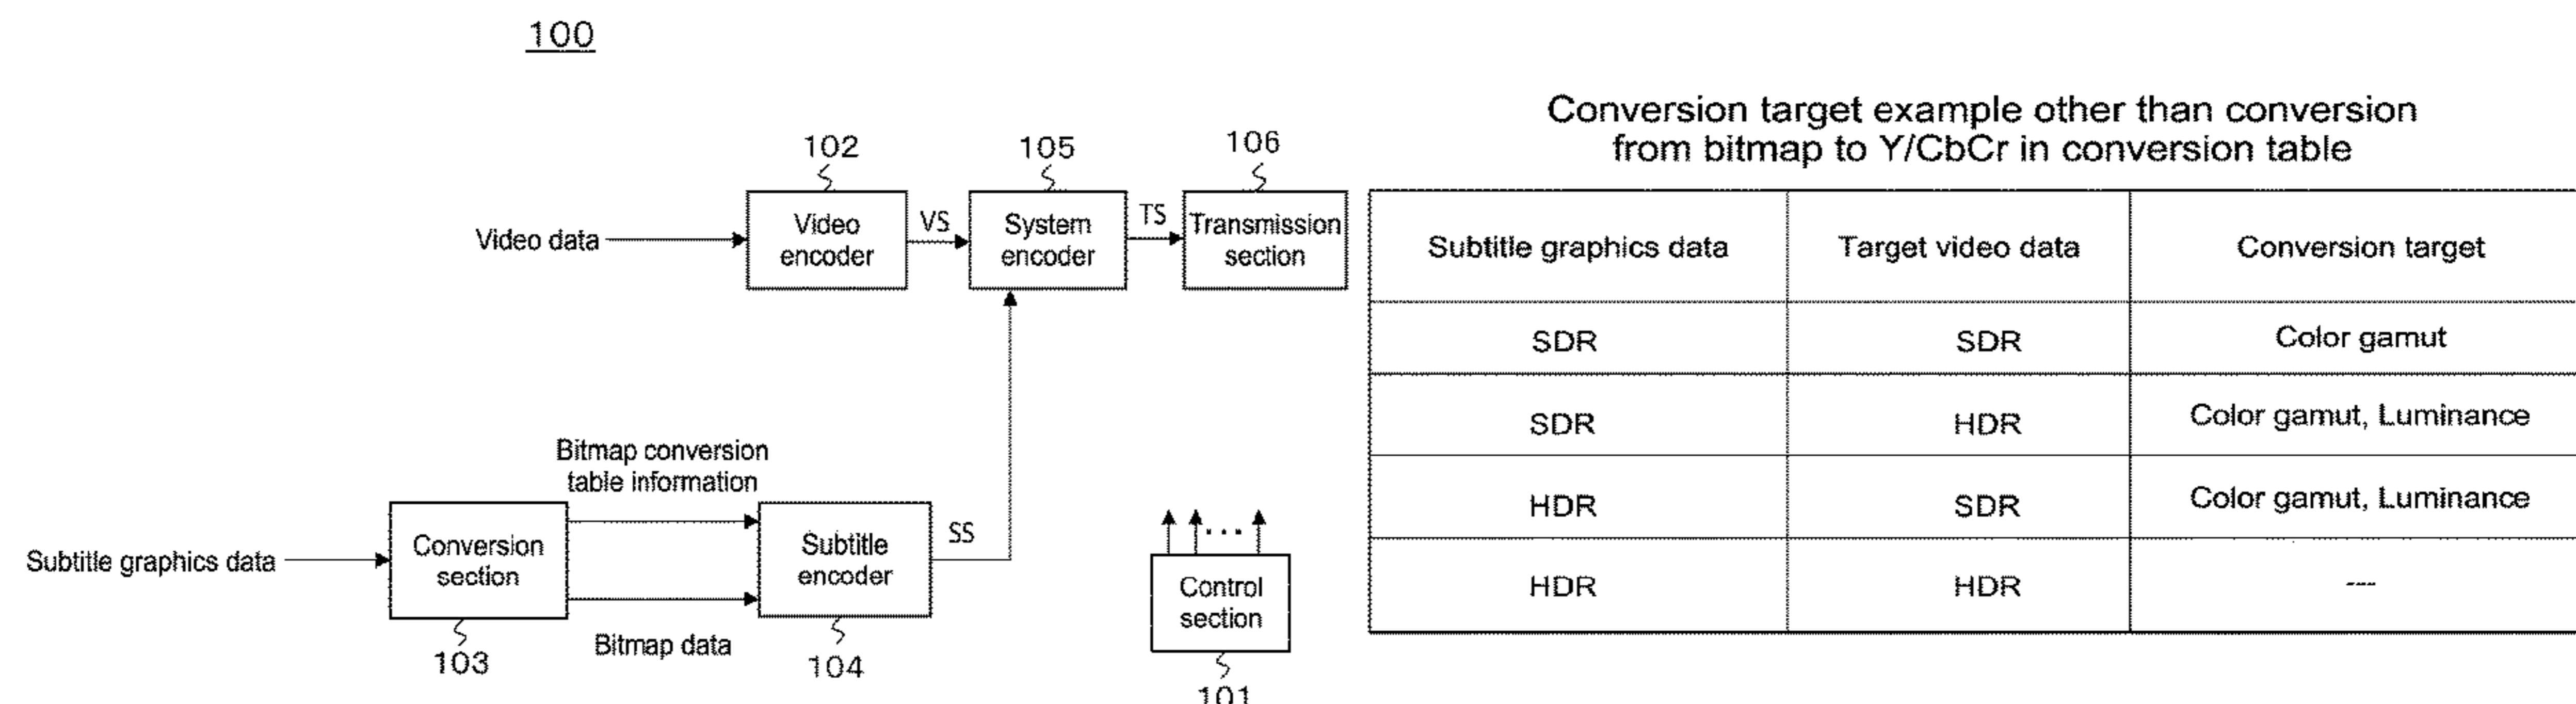 100
102
105
106
Video data
Video
encoder
VS
System
encoder
TS
Transmission
section
Subtitle graphics data
Conversion
section
103
Bitmap conversion
table information
Bitmap data
Subtitle
encoder
104
SS
Control
section
101
Conversion target example other than conversion
from bitmap to Y/CbCr in conversion table
Subtitle graphics data Target video data Conversion target
SDR SDR Color gamut
SDR HDR Color gamut, Luminance
HDR SDR Color gamut, Luminance
HDR HDR ---